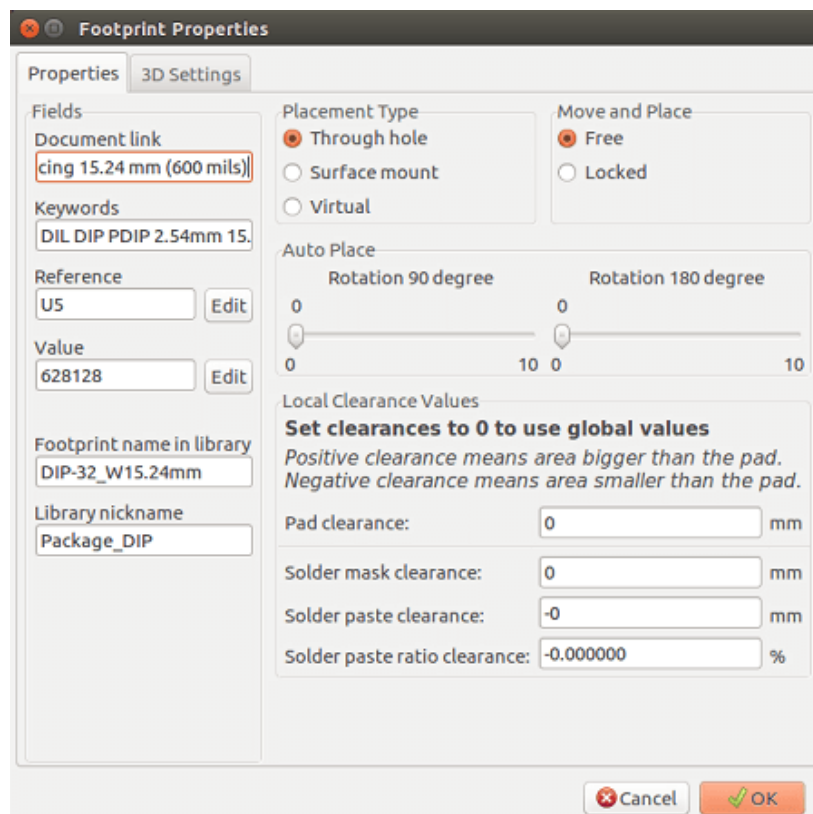 Footprint Properties
Properties
3D Settings
Fields
Document link
cing 15.24 mm (600 mils)
Keywords
DIL DIP PDIP 2.54mm 15.
Reference
U5
Edit
Value
628128
Edit
Footprint name in library
DIP-32_W15.24mm
Library nickname
Package_DIP
Placement Type
Through hole
Surface mount
Virtual
Move and Place
Free
Locked
Auto Place
Rotation 90 degree
0
0 10
Rotation 180 degree
0
0 10
Local Clearance Values
Set clearances to 0 to use global values
Positive clearance means area bigger than the pad.
Negative clearance means area smaller than the pad.
Pad clearance: 0 mm
Solder mask clearance: 0 mm
Solder paste clearance: -0 mm
Solder paste ratio clearance: -0.000000 %
Cancel
OK